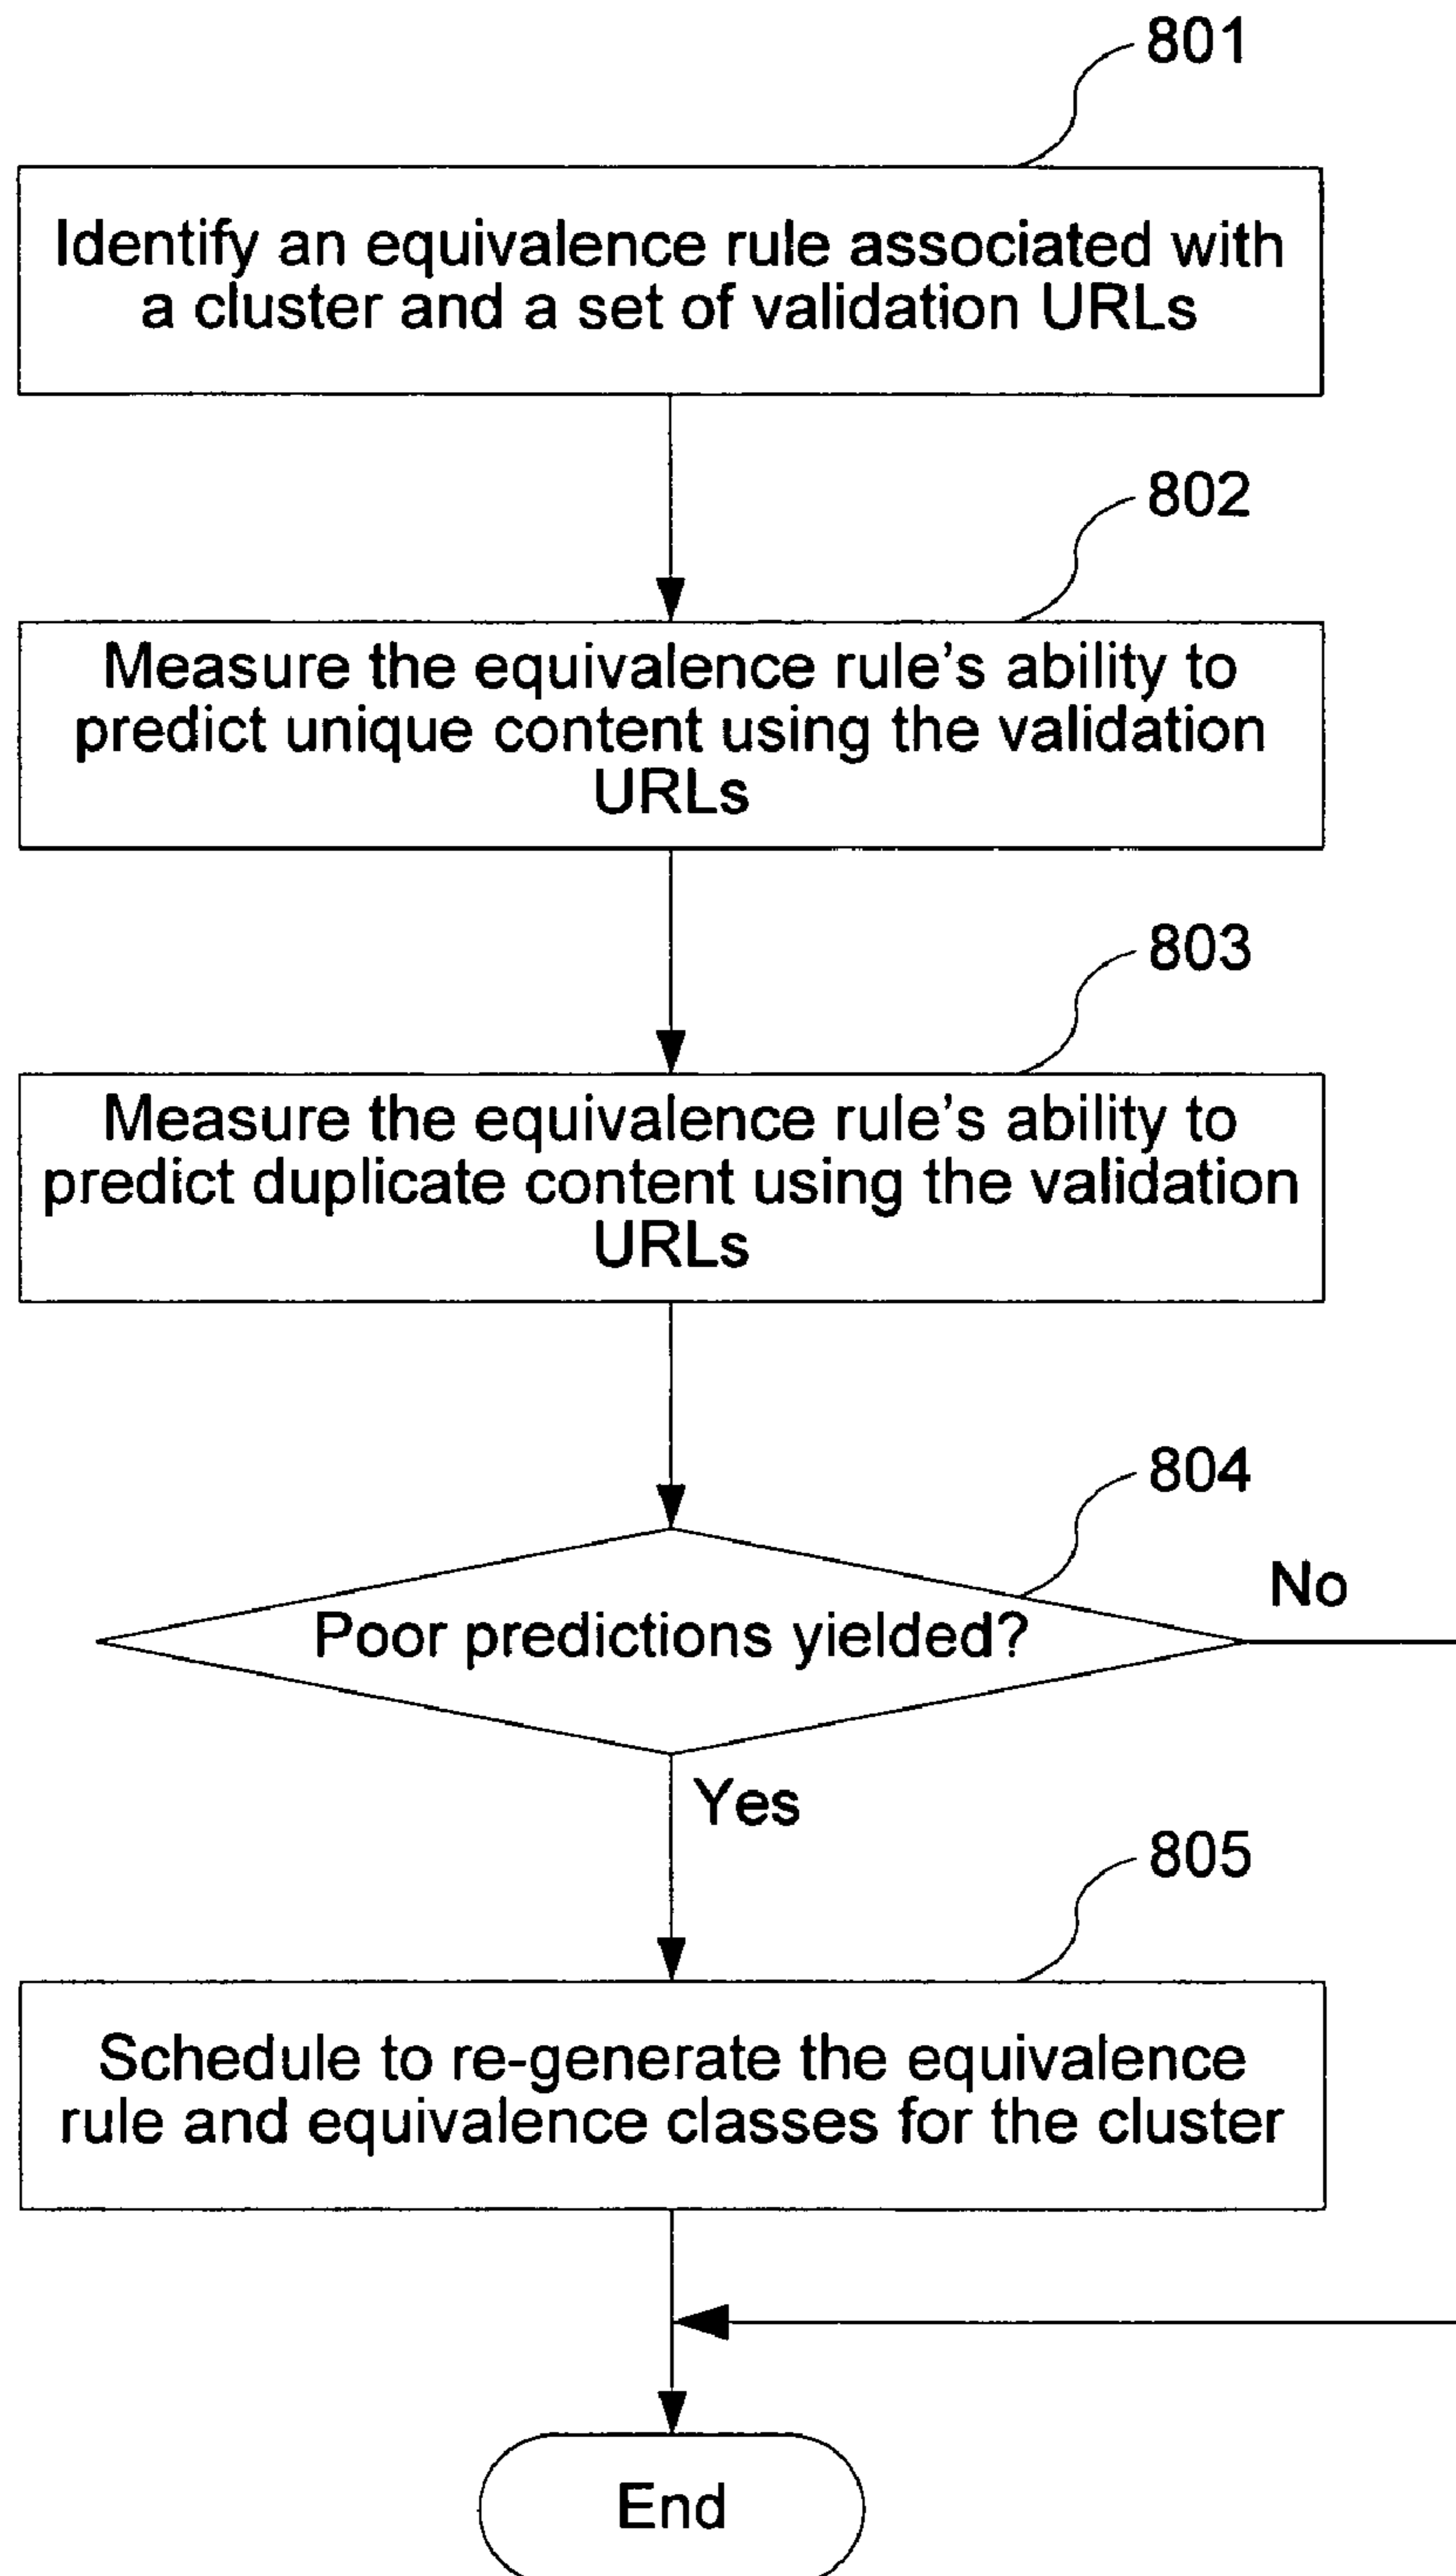 801
Identify an equivalence rule associated with
a cluster and a set of validation URLs
802
Measure the equivalence rule's ability to
predict unique content using the validation
URLs
803
Measure the equivalence rule's ability to
predict duplicate content using the validation
URLs
804
No
Poor predictions yielded?
Yes
805
Schedule to re-generate the equivalence
rule and equivalence classes for the cluster
End